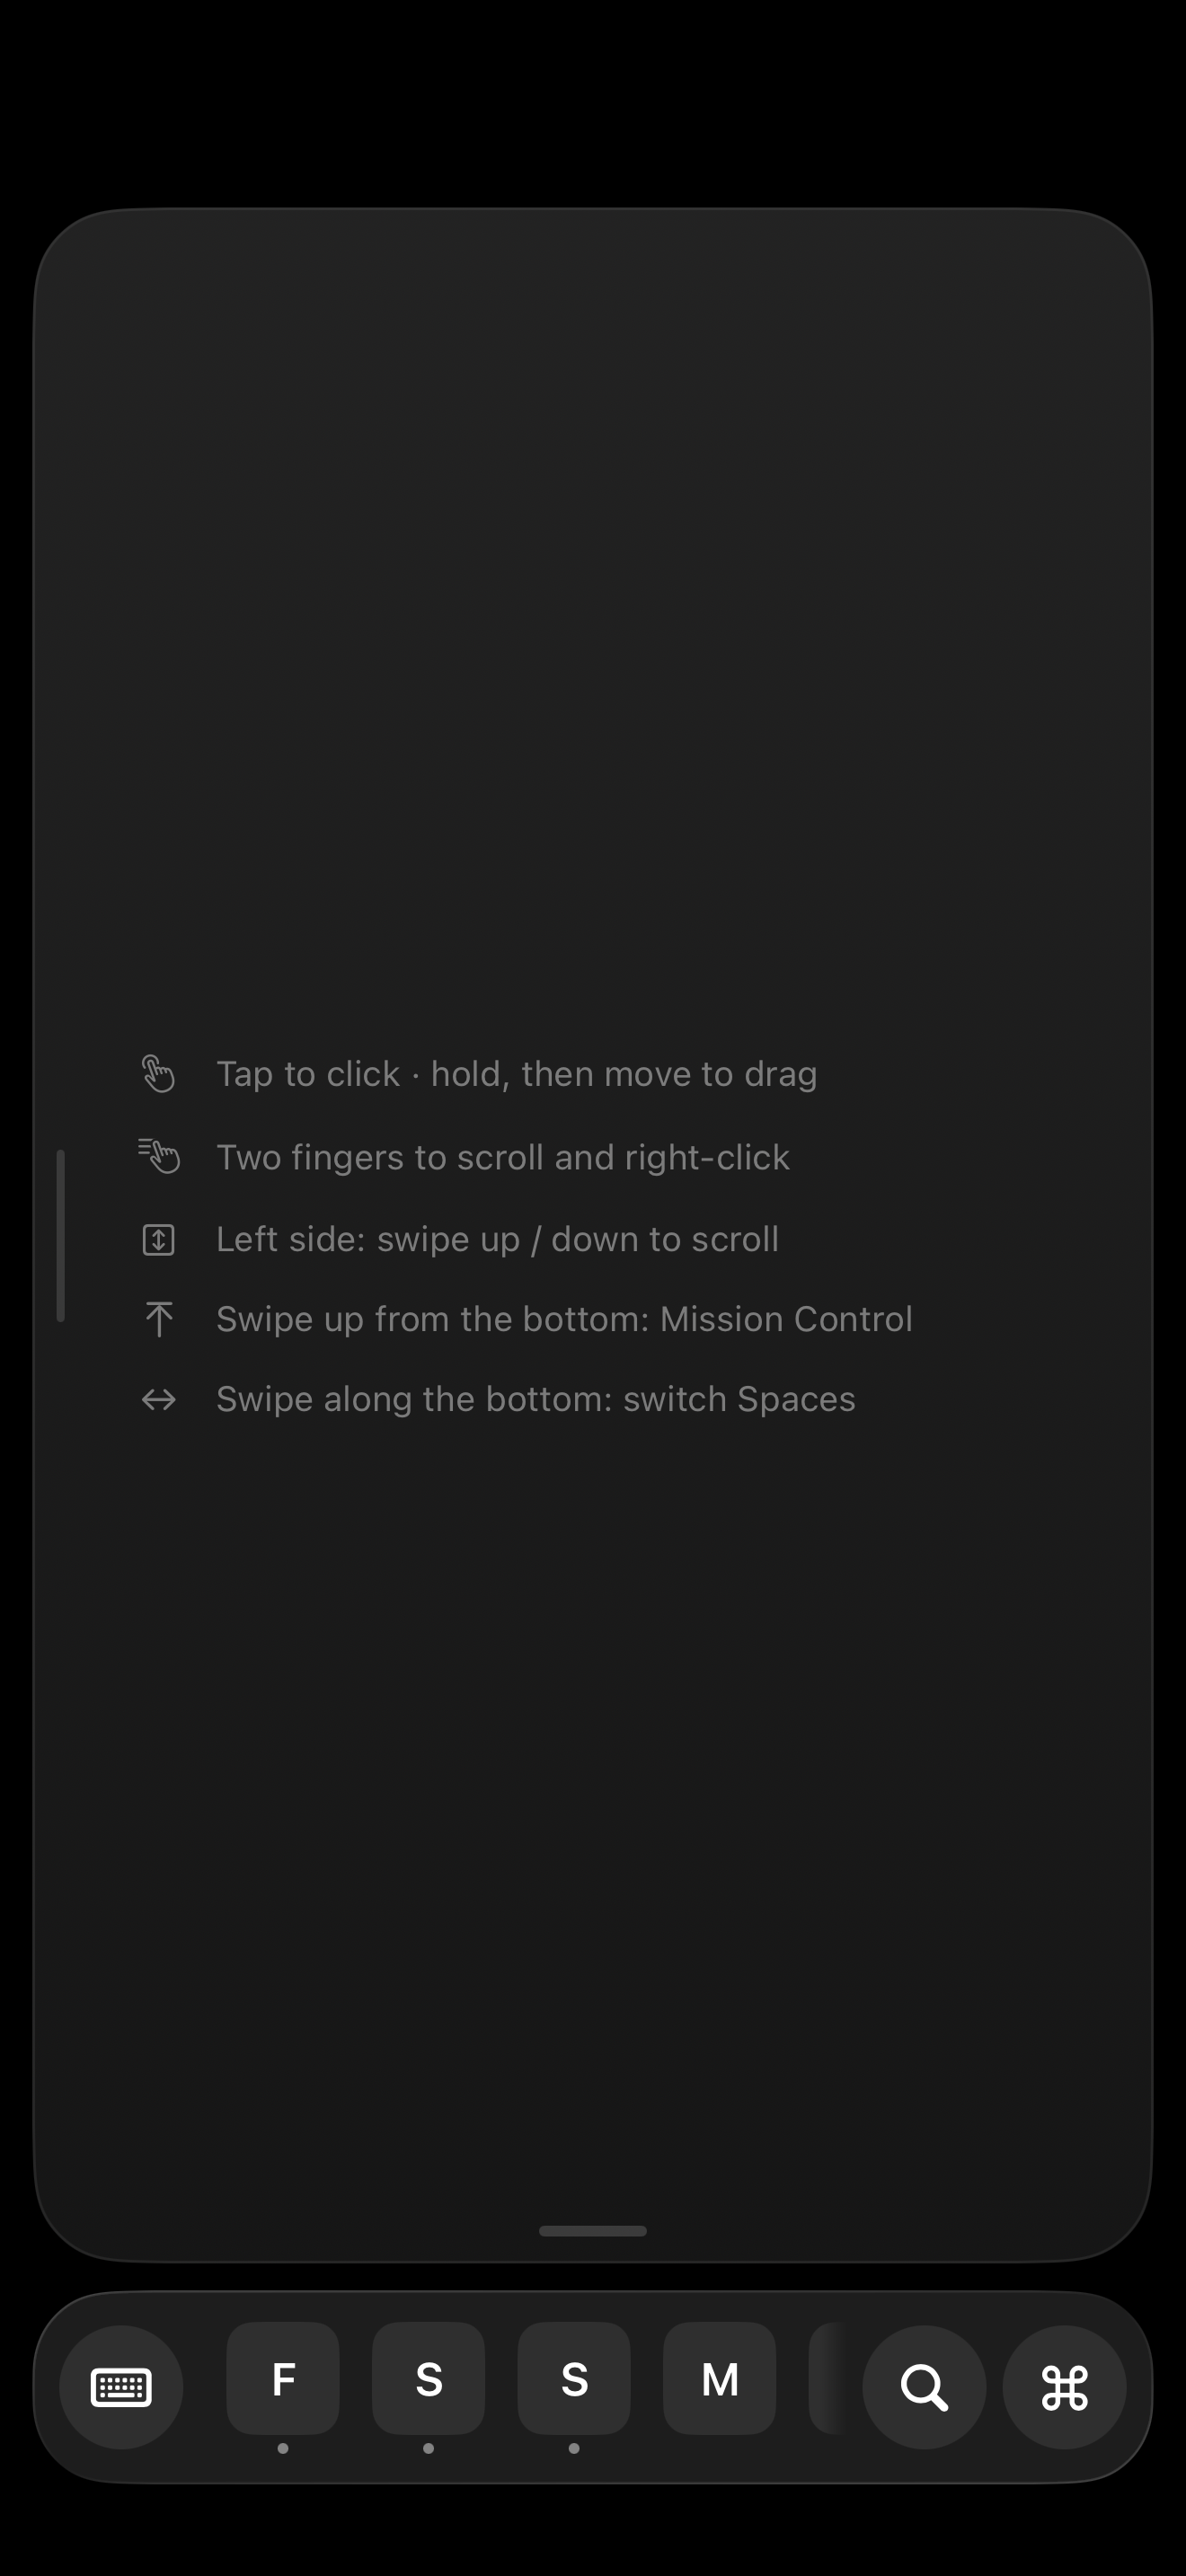 Tap to click · hold, then move to drag
Two fingers to scroll and right-click
Left side: swipe up / down to scroll
Swipe up from the bottom: Mission Control
Swipe along the bottom: switch Spaces
F S S M